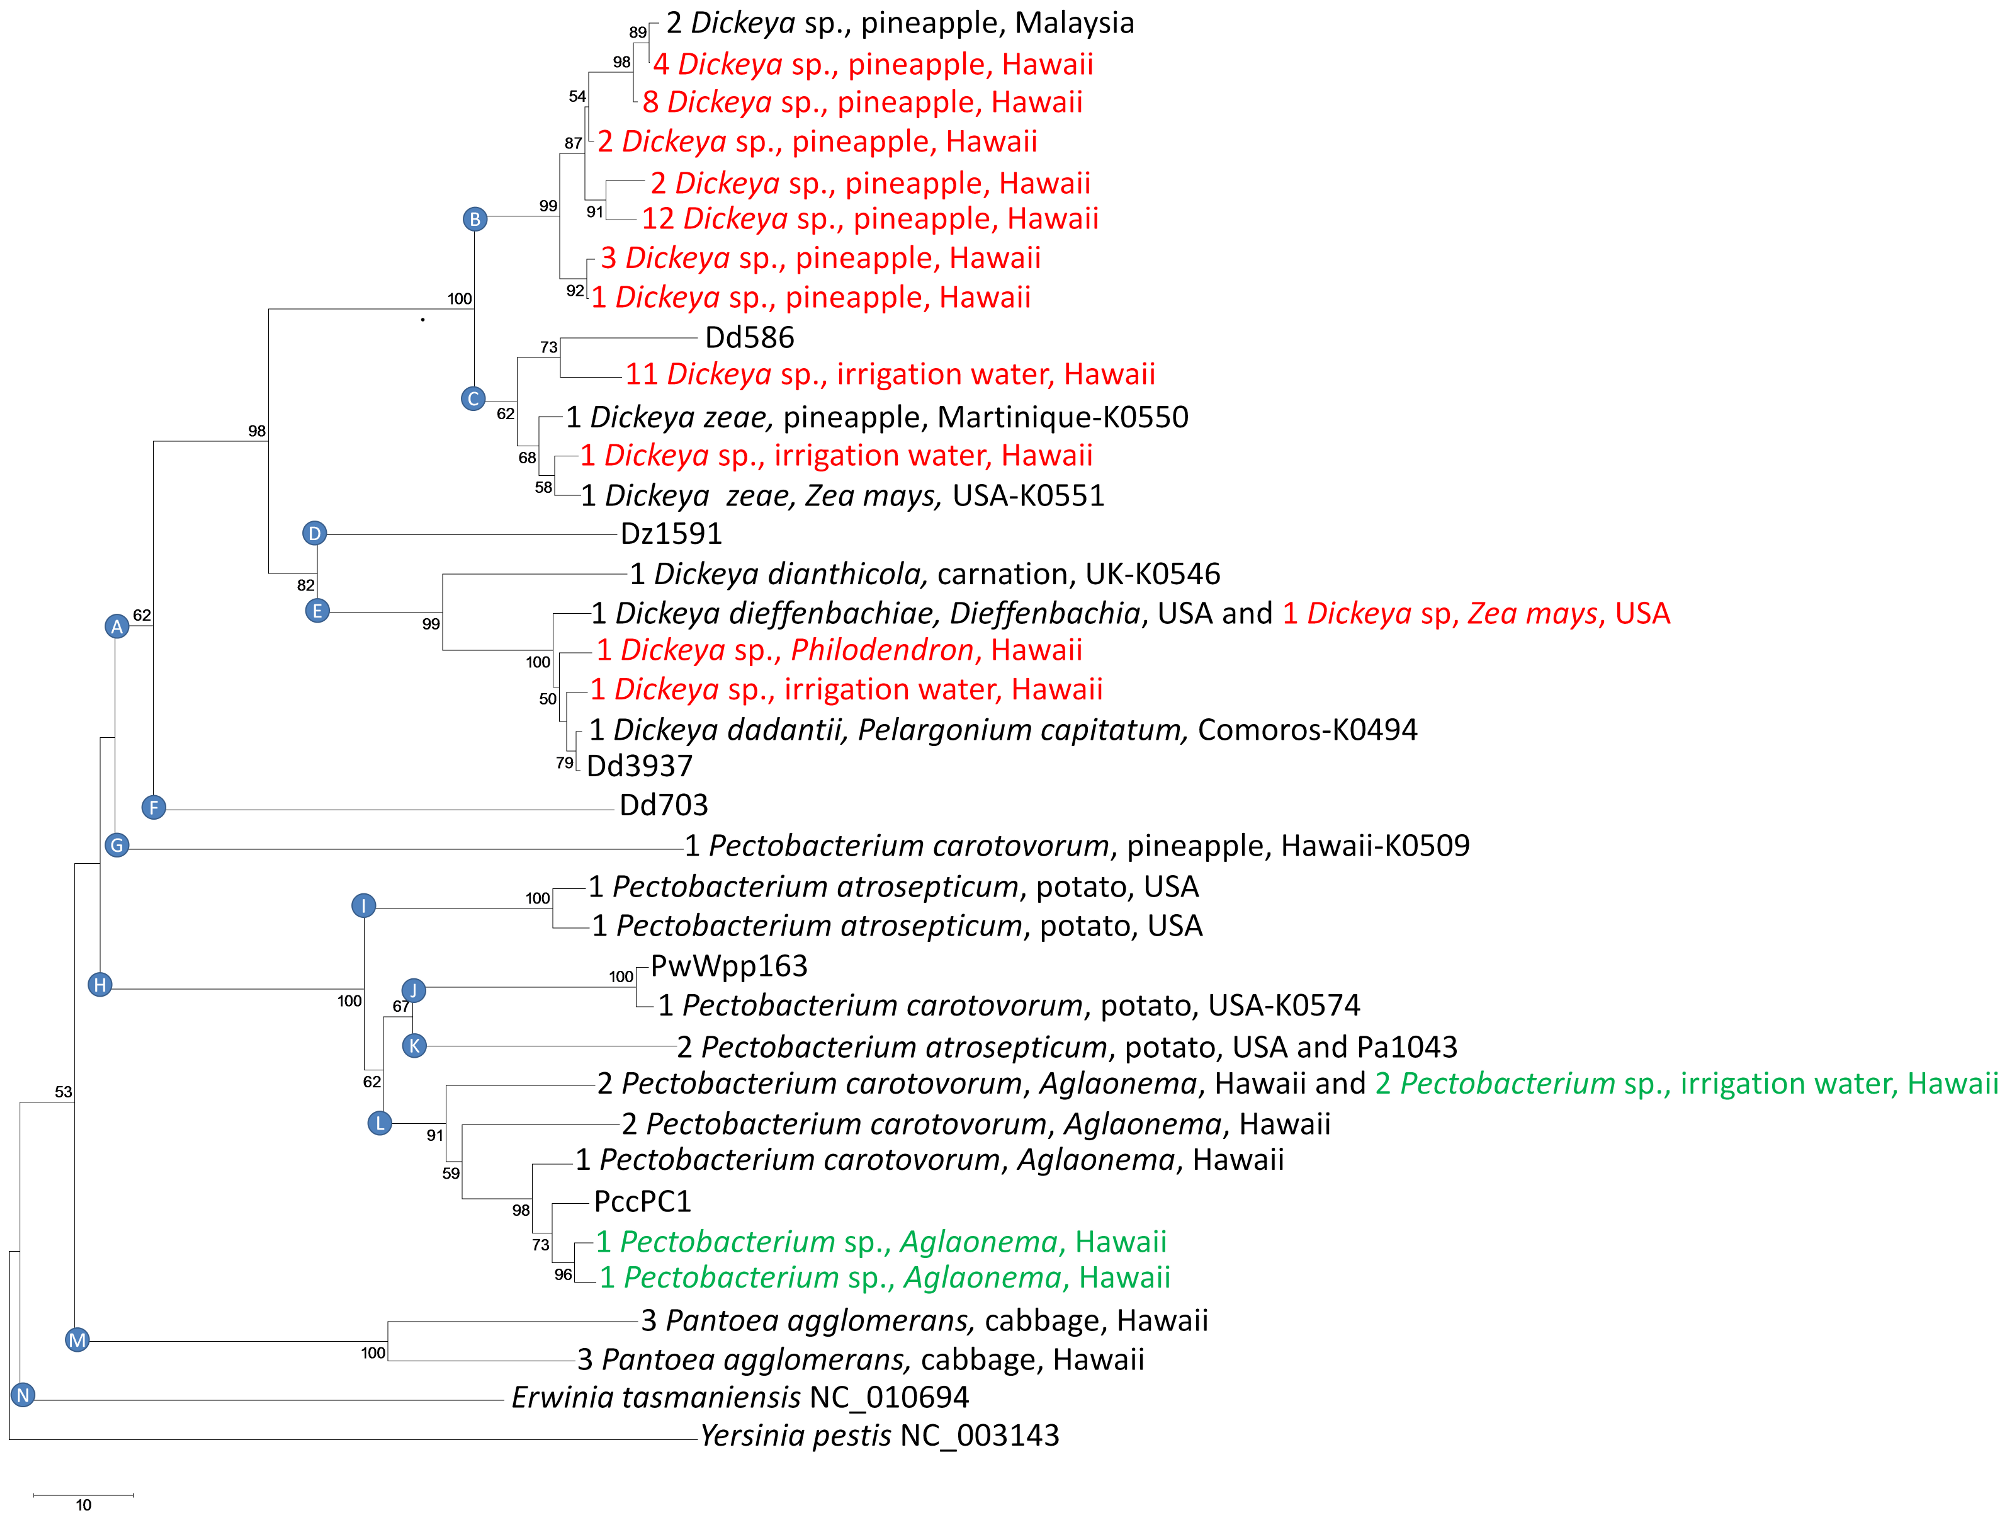 2 Dickeya sp., pineapple, Malaysia
89
4 Dickeya sp., pineapple, Hawaii
98
8 Dickeya sp., pineapple, Hawaii
54
2 Dickeya sp., pineapple, Hawaii
87
2 Dickeya sp., pineapple, Hawaii
91
12 Dickeya sp., pineapple, Hawaii
99
B
3 Dickeya sp., pineapple, Hawaii
92
1 Dickeya sp., pineapple, Hawaii
100
Dd586
73
11 Dickeya sp., irrigation water, Hawaii
C
62
1 Dickeya zeae, pineapple, Martinique-K0550
98
68
1 Dickeya sp., irrigation water, Hawaii
58
1 Dickeya zeae, Zea mays, USA-K0551
D
Dz1591
82
1 Dickeya dianthicola, carnation, UK-K0546
E
99
1 Dickeya dieffenbachiae, Dieffenbachia, USA and 1 Dickeya sp, Zea mays, USA
A
62
100
1 Dickeya sp., Philodendron, Hawaii
50
1 Dickeya sp., irrigation water, Hawaii
1 Dickeya dadantii, Pelargonium capitatum, Comoros-K0494
79
Dd3937
F
Dd703
G
1 Pectobacterium carotovorum, pineapple, Hawaii-K0509
1 Pectobacterium atrosepticum, potato, USA
I
100
1 Pectobacterium atrosepticum, potato, USA
PwWpp163
H
100
J
100
67
1 Pectobacterium carotovorum, potato, USA-K0574
K
2 Pectobacterium atrosepticum, potato, USA and Pa1043
62
53
2 Pectobacterium carotovorum, Aglaonema, Hawaii and 2 Pectobacterium sp., irrigation water, Hawaii
L
91
2 Pectobacterium carotovorum, Aglaonema, Hawaii
59
1 Pectobacterium carotovorum, Aglaonema, Hawaii
98
PccPC1
73
1 Pectobacterium sp., Aglaonema, Hawaii
96
1 Pectobacterium sp., Aglaonema, Hawaii
M
3 Pantoea agglomerans, cabbage, Hawaii
100
3 Pantoea agglomerans, cabbage, Hawaii
N
Erwinia tasmaniensis NC_010694
Yersinia pestis NC_003143
10